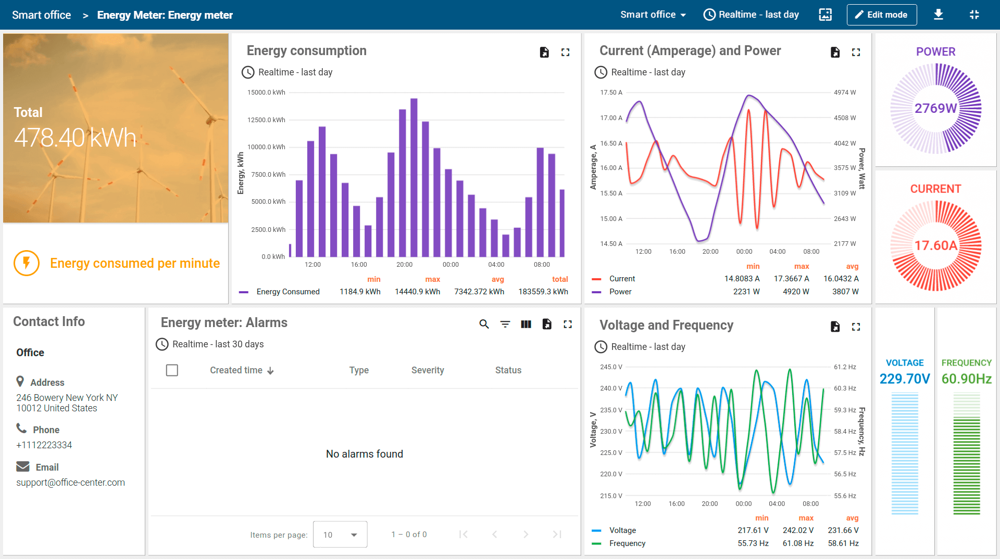 Smart office > Energy Meter: Energy meter
Smart office
Realtime - last day
Edit mode
Total
478.40 kWh
Energy consumed per minute
Energy consumption
Realtime - last day
Energy, kWh
15000.0 kWh
12500.0 kWh
10000.0 kWh
7500.0 kWh
5000.0 kWh
2500.0 kWh
0.0 kWh
12:00 16:00 20:00 00:00 04:00 08:00
min max avg total
Energy Consumed 1184.9 kWh 14440.9 kWh 7342.372 kWh 183559.3 kWh
Current (Amperage) and Power
Realtime - last day
Amperage, A
17.50 A
17.00 A
16.50 A
16.00 A
15.50 A
15.00 A
14.50 A
4974 W
4508 W
4042 W
3575 W
3109 W
2643 W
2177 W
Power, Watt
12:00 16:00 20:00 00:00 04:00 08:00
min max avg
Current 14.8083 A 17.3667 A 16.0432 A
Power 2231 W 4920 W 3807 W
POWER
2769W
CURRENT
17.60A
Contact Info
Office
Address
246 Bowery New York NY
10012 United States
Phone
+1112223334
Email
support@office-center.com
Energy meter: Alarms
Realtime - last 30 days
Created time Type Severity Status
No alarms found
Items per page: 10 1 – 0 of 0
Voltage and Frequency
Realtime - last day
Voltage, V
245.0 V
240.0 V
235.0 V
230.0 V
225.0 V
220.0 V
215.0 V
61.2 Hz
60.3 Hz
59.3 Hz
58.4 Hz
57.5 Hz
56.5 Hz
55.6 Hz
Frequency, Hz
12:00 16:00 20:00 00:00 04:00 08:00
min max avg
Voltage 217.61 V 242.02 V 231.66 V
Frequency 55.73 Hz 61.08 Hz 58.61 Hz
VOLTAGE
229.70V
FREQUENCY
60.90Hz